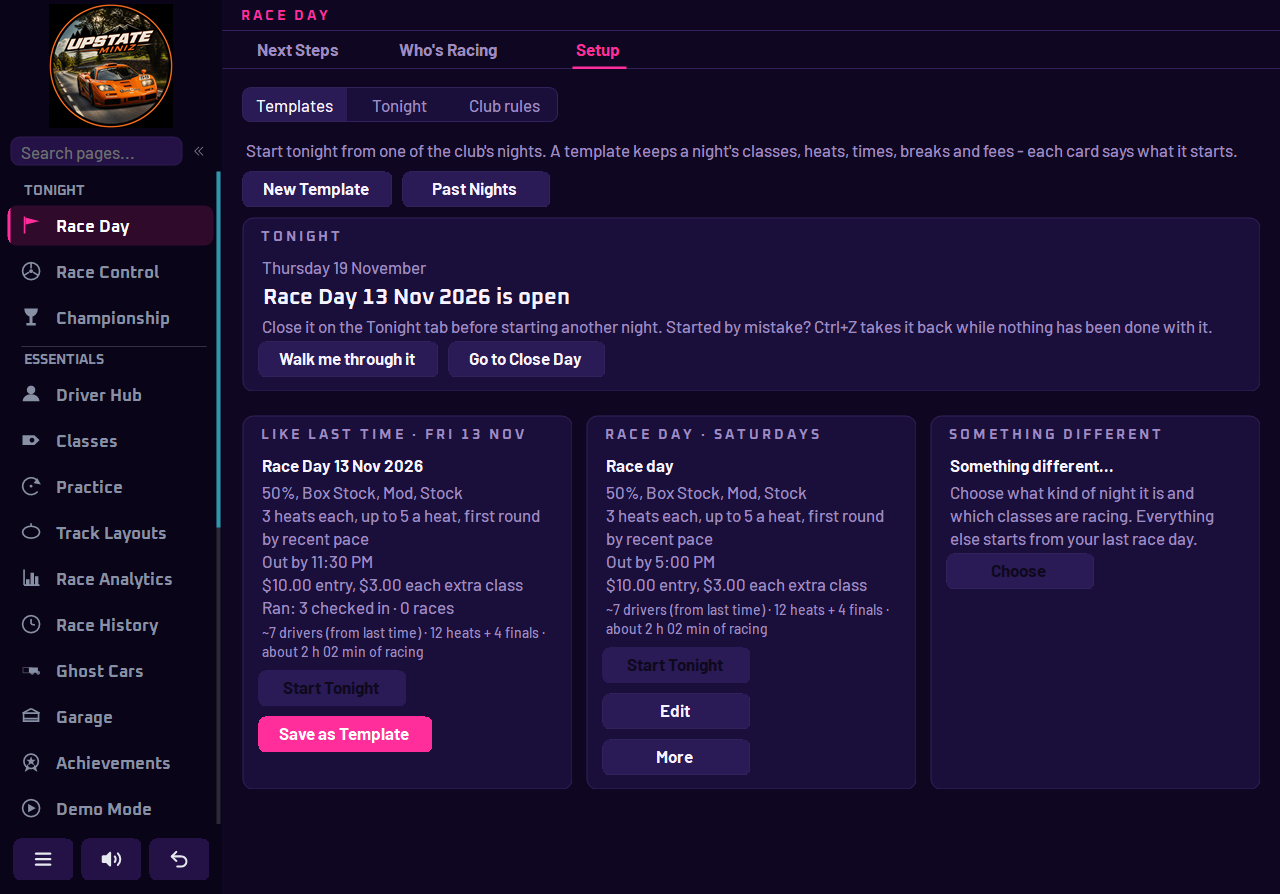 UPSTATE
MINIZ
Search pages...
«
TONIGHT
Race Day
Race Control
Championship
ESSENTIALS
Driver Hub
Classes
Practice
Track Layouts
Race Analytics
Race History
Ghost Cars
Garage
Achievements
Demo Mode
RACE DAY
Next Steps
Who's Racing
Setup
Templates
Tonight
Club rules
Start tonight from one of the club's nights. A template keeps a night's classes, heats, times, breaks and fees - each card says what it starts.
New Template
Past Nights
TONIGHT
Thursday 19 November
Race Day 13 Nov 2026 is open
Close it on the Tonight tab before starting another night. Started by mistake? Ctrl+Z takes it back while nothing has been done with it.
Walk me through it
Go to Close Day
LIKE LAST TIME · FRI 13 NOV
Race Day 13 Nov 2026
50%, Box Stock, Mod, Stock
3 heats each, up to 5 a heat, first round
by recent pace
Out by 11:30 PM
$10.00 entry, $3.00 each extra class
Ran: 3 checked in · 0 races
~7 drivers (from last time) · 12 heats + 4 finals ·
about 2 h 02 min of racing
Start Tonight
Save as Template
RACE DAY · SATURDAYS
Race day
50%, Box Stock, Mod, Stock
3 heats each, up to 5 a heat, first round
by recent pace
Out by 5:00 PM
$10.00 entry, $3.00 each extra class
~7 drivers (from last time) · 12 heats + 4 finals ·
about 2 h 02 min of racing
Start Tonight
Edit
More
SOMETHING DIFFERENT
Something different...
Choose what kind of night it is and
which classes are racing. Everything
else starts from your last race day.
Choose